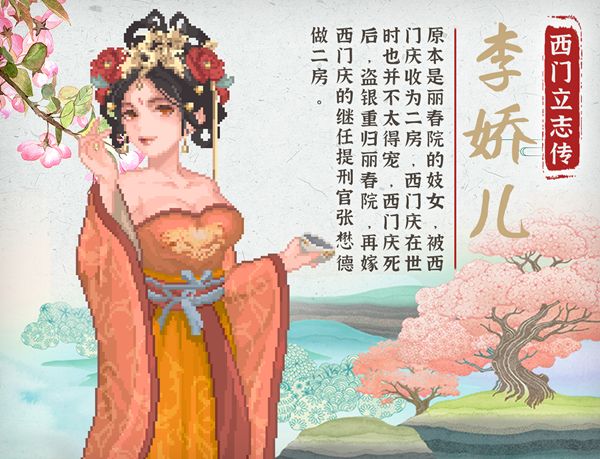 西门立志传
李娇儿
原本是丽春院的妓女,被西
门庆收为二房,西门庆在世
时也并不太得宠,西门庆死
后,盗银重归丽春院,再嫁
西门庆的继任提刑官张懋德
做二房。